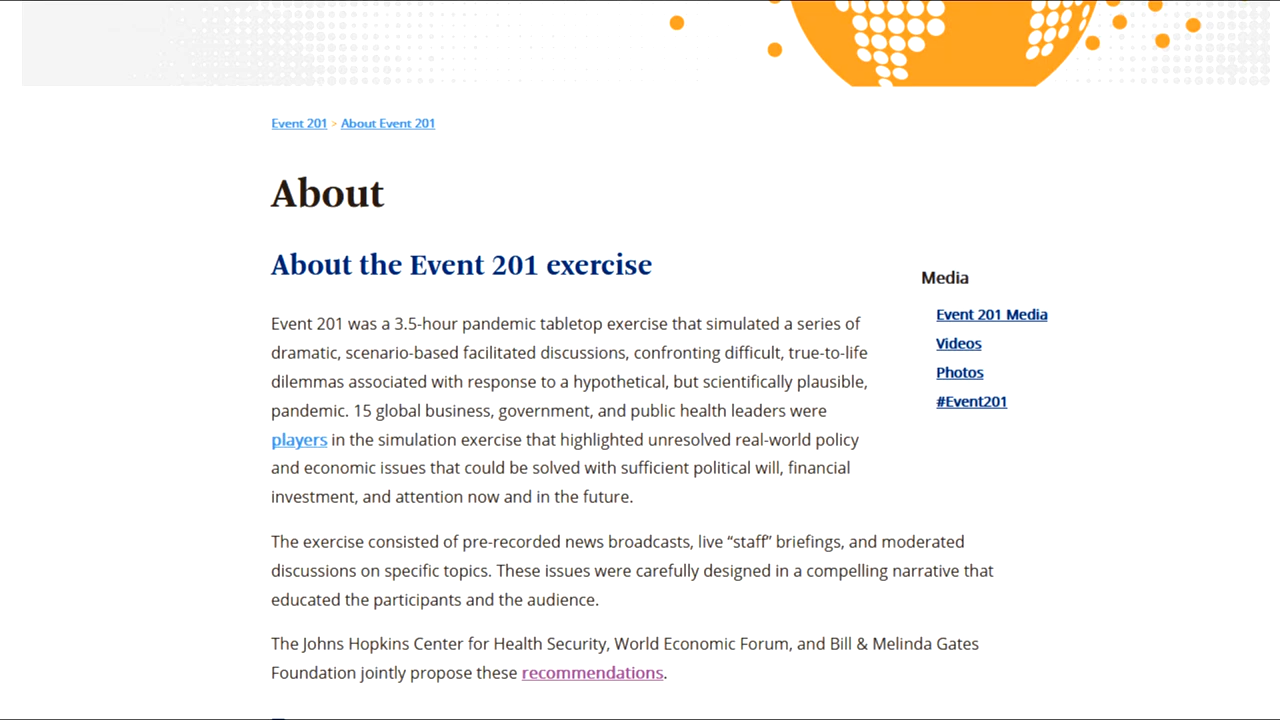 Event 201 > About Event 201
About
About the Event 201 exercise
Event 201 was a 3.5-hour pandemic tabletop exercise that simulated a series of
dramatic, scenario-based facilitated discussions, confronting difficult, true-to-life
dilemmas associated with response to a hypothetical, but scientifically plausible,
pandemic. 15 global business, government, and public health leaders were
players in the simulation exercise that highlighted unresolved real-world policy
and economic issues that could be solved with sufficient political will, financial
investment, and attention now and in the future.
The exercise consisted of pre-recorded news broadcasts, live “staff” briefings, and moderated
discussions on specific topics. These issues were carefully designed in a compelling narrative that
educated the participants and the audience.
The Johns Hopkins Center for Health Security, World Economic Forum, and Bill & Melinda Gates
Foundation jointly propose these recommendations.
Media
Event 201 Media
Videos
Photos
#Event201